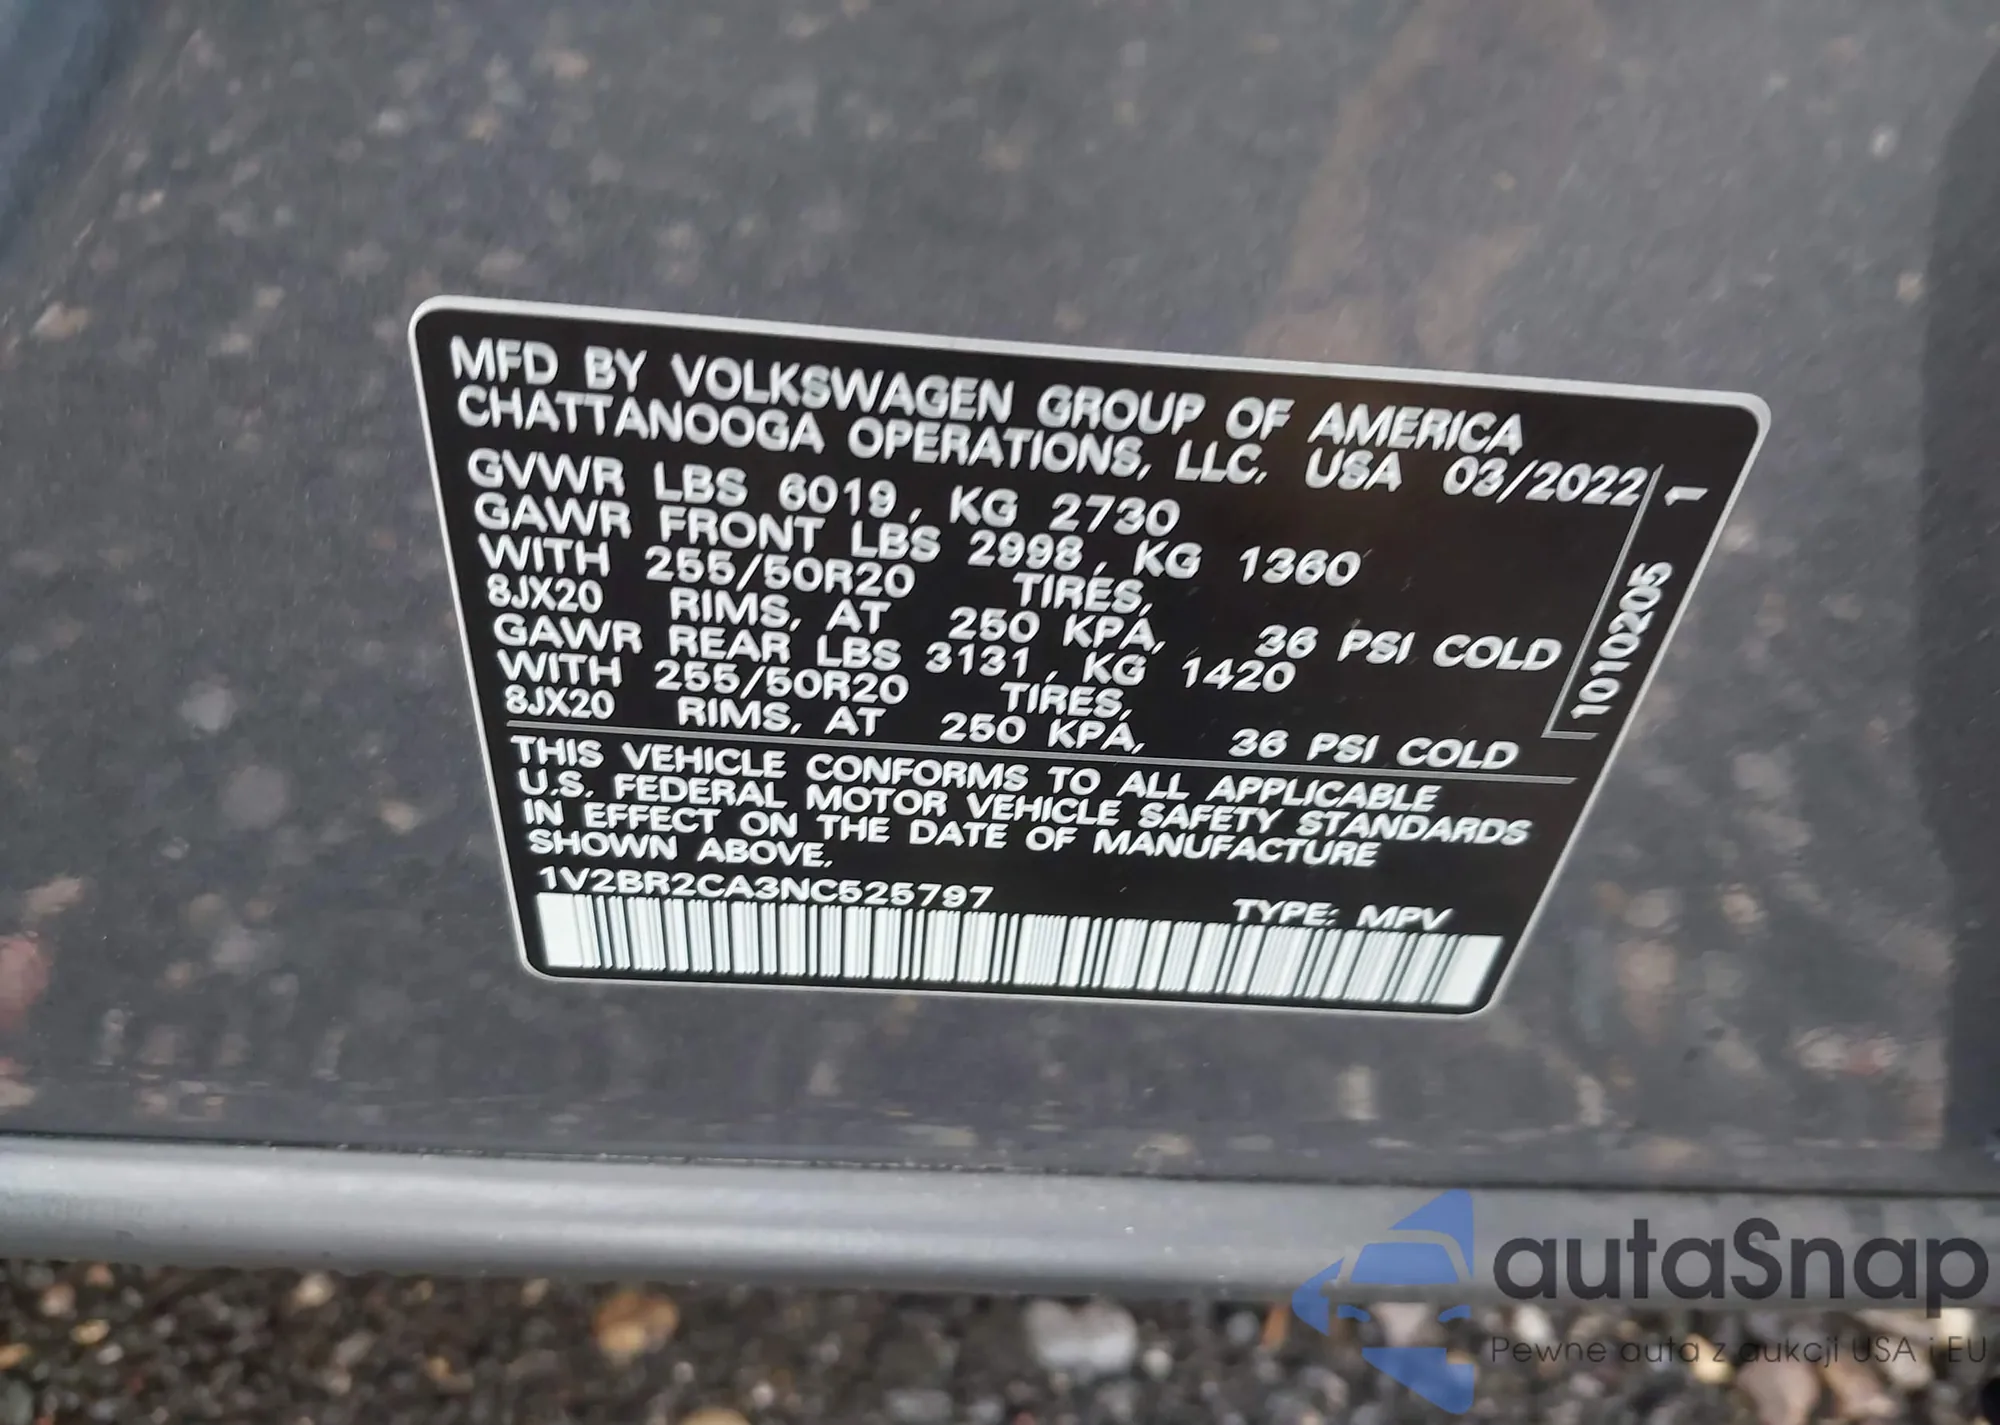 MFD BY VOLKSWAGEN GROUP OF AMERICA
CHATTANOOGA OPERATIONS, LLC, USA 03/2022
GVWR LBS 6019, KG 2730
GAWR FRONT LBS 2998, KG 1360
WITH 255/50R20 TIRES,
8JX20 RIMS, AT 250 KPA, 36 PSI COLD
GAWR REAR LBS 3131, KG 1420
WITH 255/50R20 TIRES,
8JX20 RIMS, AT 250 KPA, 36 PSI COLD
1010205 1
THIS VEHICLE CONFORMS TO ALL APPLICABLE
U.S. FEDERAL MOTOR VEHICLE SAFETY STANDARDS
IN EFFECT ON THE DATE OF MANUFACTURE
SHOWN ABOVE.
1V2BR2CA3NC525797 TYPE: MPV
autaSnap
Pewne auta z aukcji USA i EU